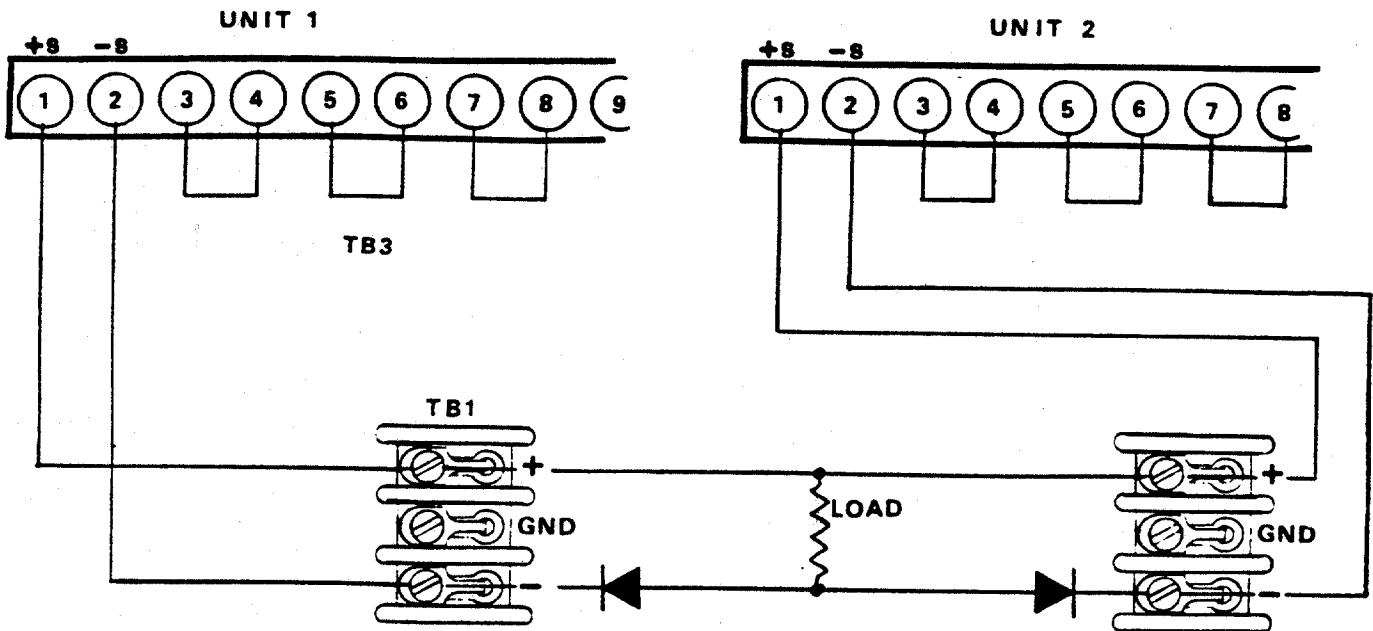 UNIT 1
+S -S
1 2 3 4 5 6 7 8 9
TB3
UNIT 2
+S -S
1 2 3 4 5 6 7 8
TB1
+
GND
-
LOAD
+
GND
-